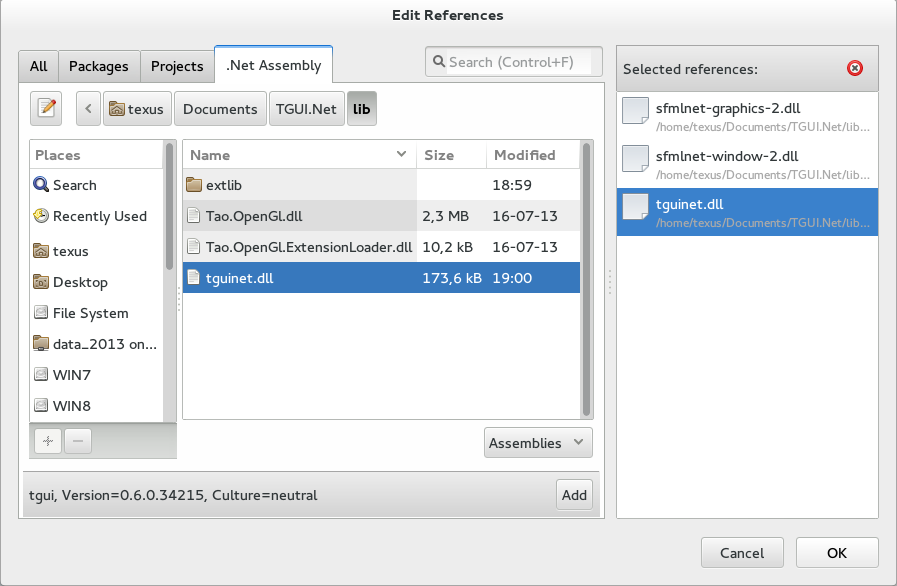 Edit References
All Packages Projects .Net Assembly
Search (Control+F)
texus Documents TGUI.Net lib
Places
Search
Recently Used
texus
Desktop
File System
data_2013 on...
WIN7
WIN8
Name Size Modified
extlib 18:59
Tao.OpenGl.dll 2,3 MB 16-07-13
Tao.OpenGl.ExtensionLoader.dll 10,2 kB 16-07-13
tguinet.dll 173,6 kB 19:00
Assemblies
tgui, Version=0.6.0.34215, Culture=neutral
Add
Selected references:
sfmlnet-graphics-2.dll
/home/texus/Documents/TGUI.Net/lib...
sfmlnet-window-2.dll
/home/texus/Documents/TGUI.Net/lib...
tguinet.dll
/home/texus/Documents/TGUI.Net/lib...
Cancel OK